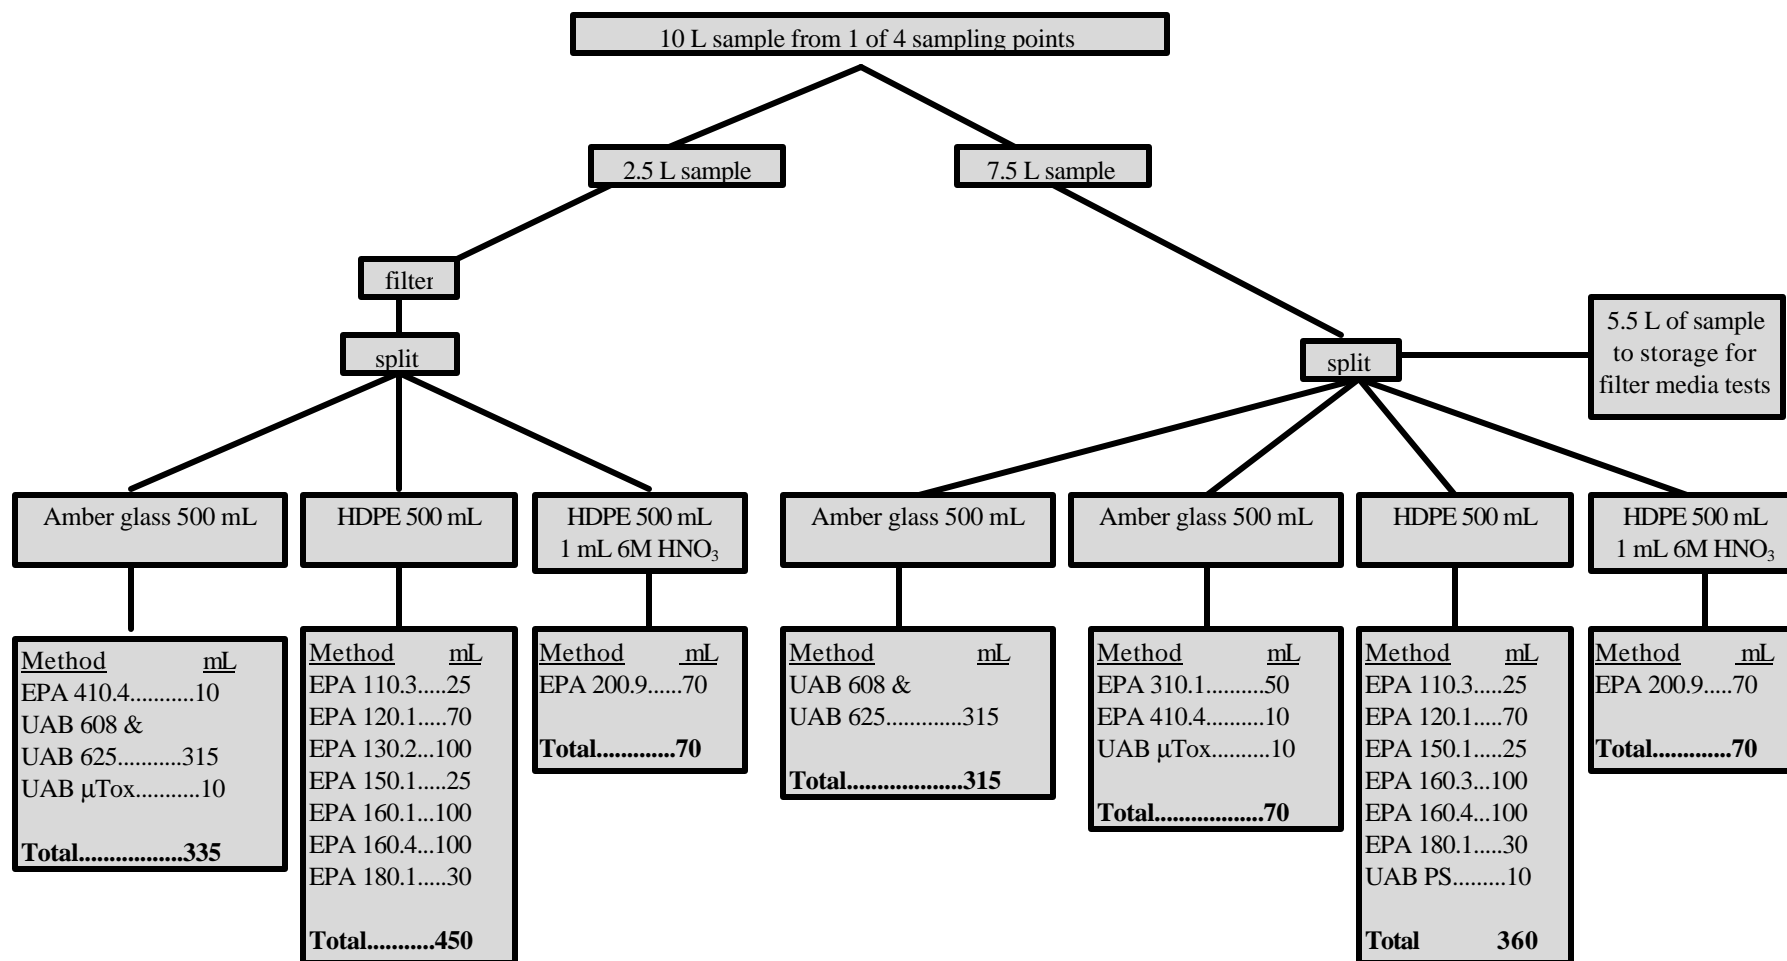 10 L sample from 1 of 4 sampling points
2.5 L sample
7.5 L sample
filter
split
split
5.5 L of sample
to storage for
filter media tests
Amber glass 500 mL
HDPE 500 mL
HDPE 500 mL
1 mL 6M HNO₃
Amber glass 500 mL
Amber glass 500 mL
HDPE 500 mL
HDPE 500 mL
1 mL 6M HNO₃
Method mL
EPA 410.4...........10
UAB 608 &
UAB 625...........315
UAB µTox...........10
Total.................335
Method mL
EPA 110.3.....25
EPA 120.1.....70
EPA 130.2...100
EPA 150.1.....25
EPA 160.1...100
EPA 160.4...100
EPA 180.1.....30
Total...........450
Method mL
EPA 200.9......70
Total.............70
Method mL
UAB 608 &
UAB 625.............315
Total...................315
Method mL
EPA 310.1..........50
EPA 410.4..........10
UAB µTox..........10
Total..................70
Method mL
EPA 110.3.....25
EPA 120.1.....70
EPA 150.1.....25
EPA 160.3...100
EPA 160.4...100
EPA 180.1.....30
UAB PS.........10
Total 360
Method mL
EPA 200.9.....70
Total.............70